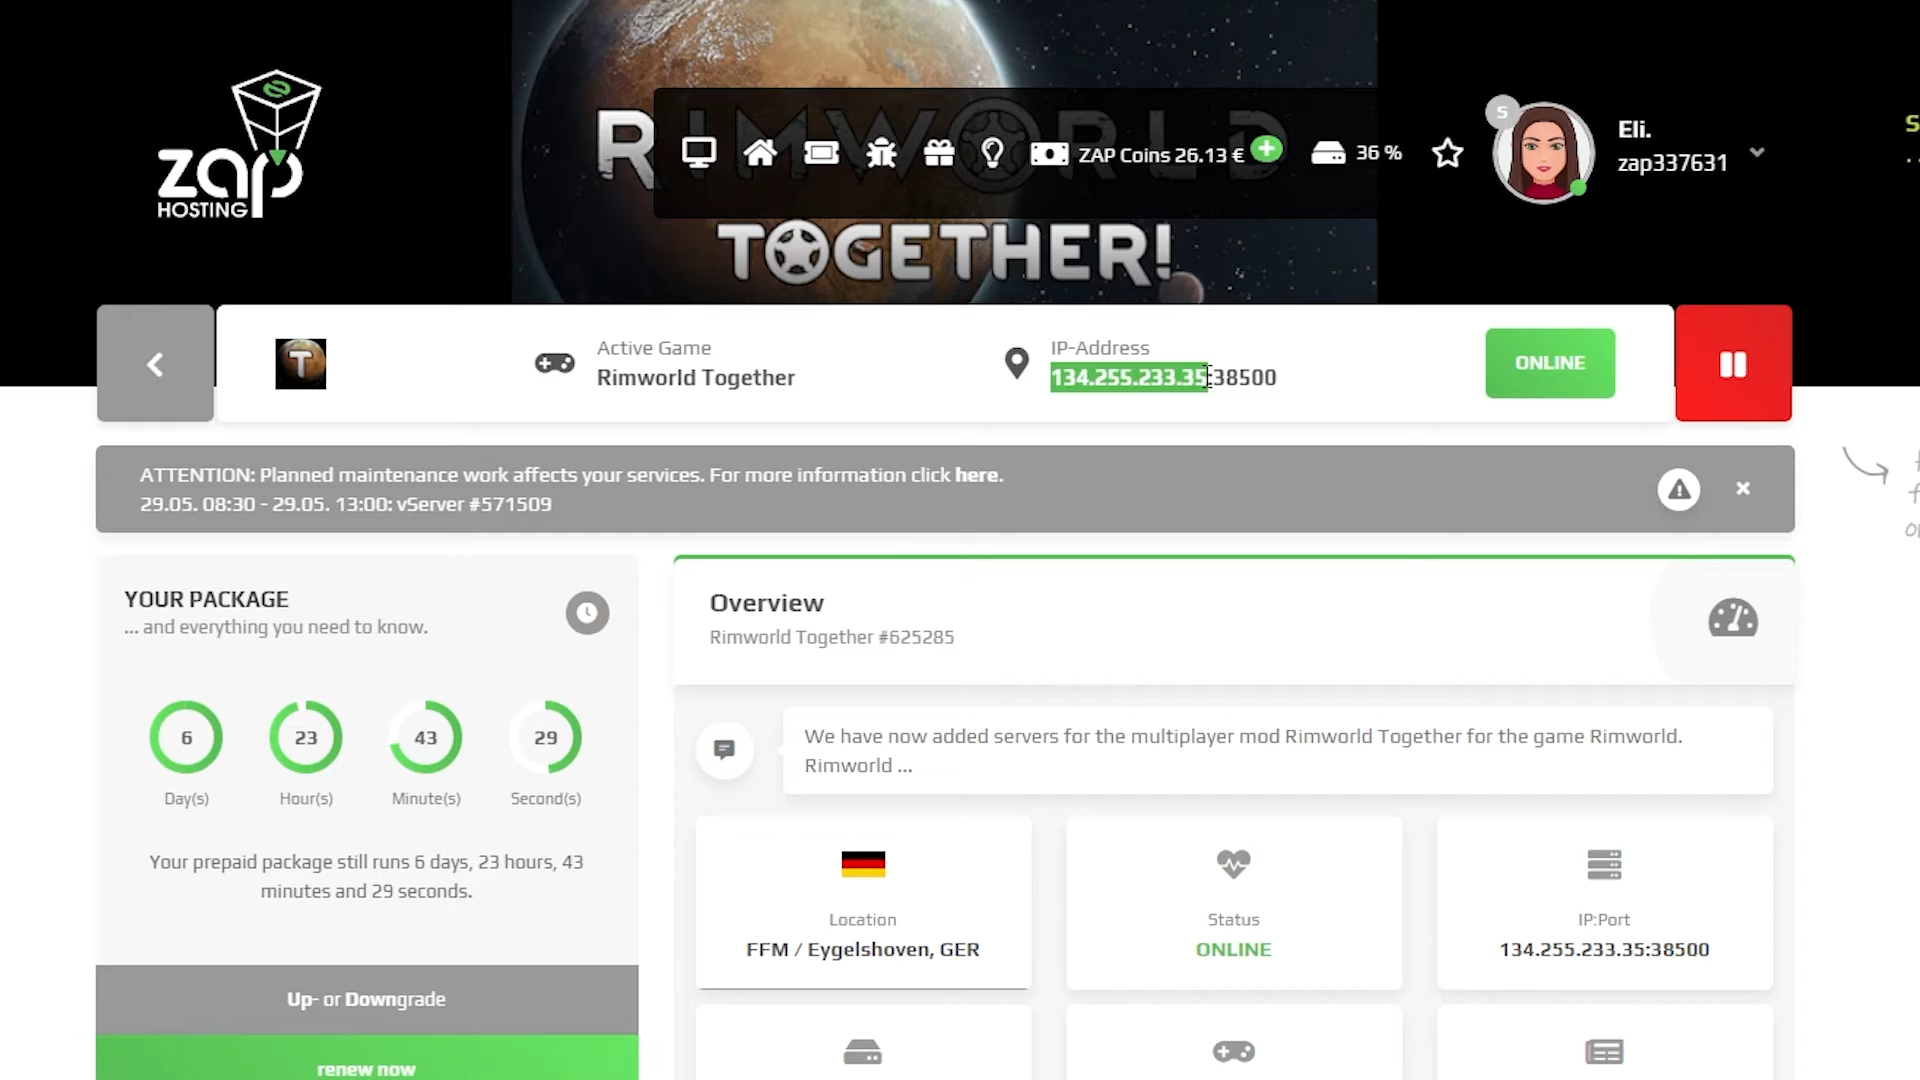 zap
HOSTING
RIMWORLD
TOGETHER!
ZAP Coins 26.13 €
36 %
S
Eli.
zap337631
Active Game
Rimworld Together
IP-Address
134.255.233.35:38500
ONLINE
ATTENTION: Planned maintenance work affects your services. For more information click here.
29.05. 08:30 - 29.05. 13:00: vServer #571509
YOUR PACKAGE
... and everything you need to know.
6
23
43
29
Day(s)
Hour(s)
Minute(s)
Second(s)
Your prepaid package still runs 6 days, 23 hours, 43
minutes and 29 seconds.
Up- or Downgrade
renew now
Overview
Rimworld Together #625285
We have now added servers for the multiplayer mod Rimworld Together for the game Rimworld.
Rimworld ...
Location
FFM / Eygelshoven, GER
Status
ONLINE
IP:Port
134.255.233.35:38500